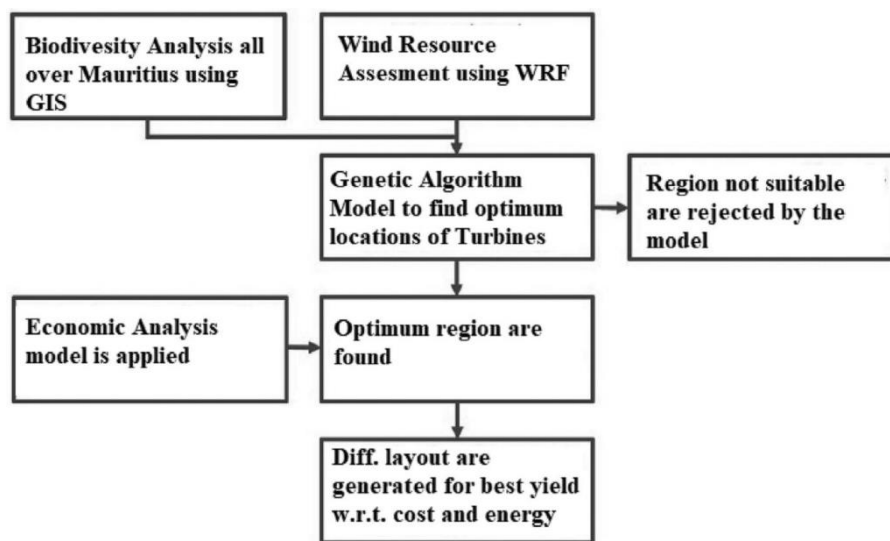 Biodivesity Analysis all
over Mauritius using
GIS
Wind Resource
Assesment using WRF
Genetic Algorithm
Model to find optimum
locations of Turbines
Region not suitable
are rejected by the
model
Economic Analysis
model is applied
Optimum region are
found
Diff. layout are
generated for best yield
w.r.t. cost and energy